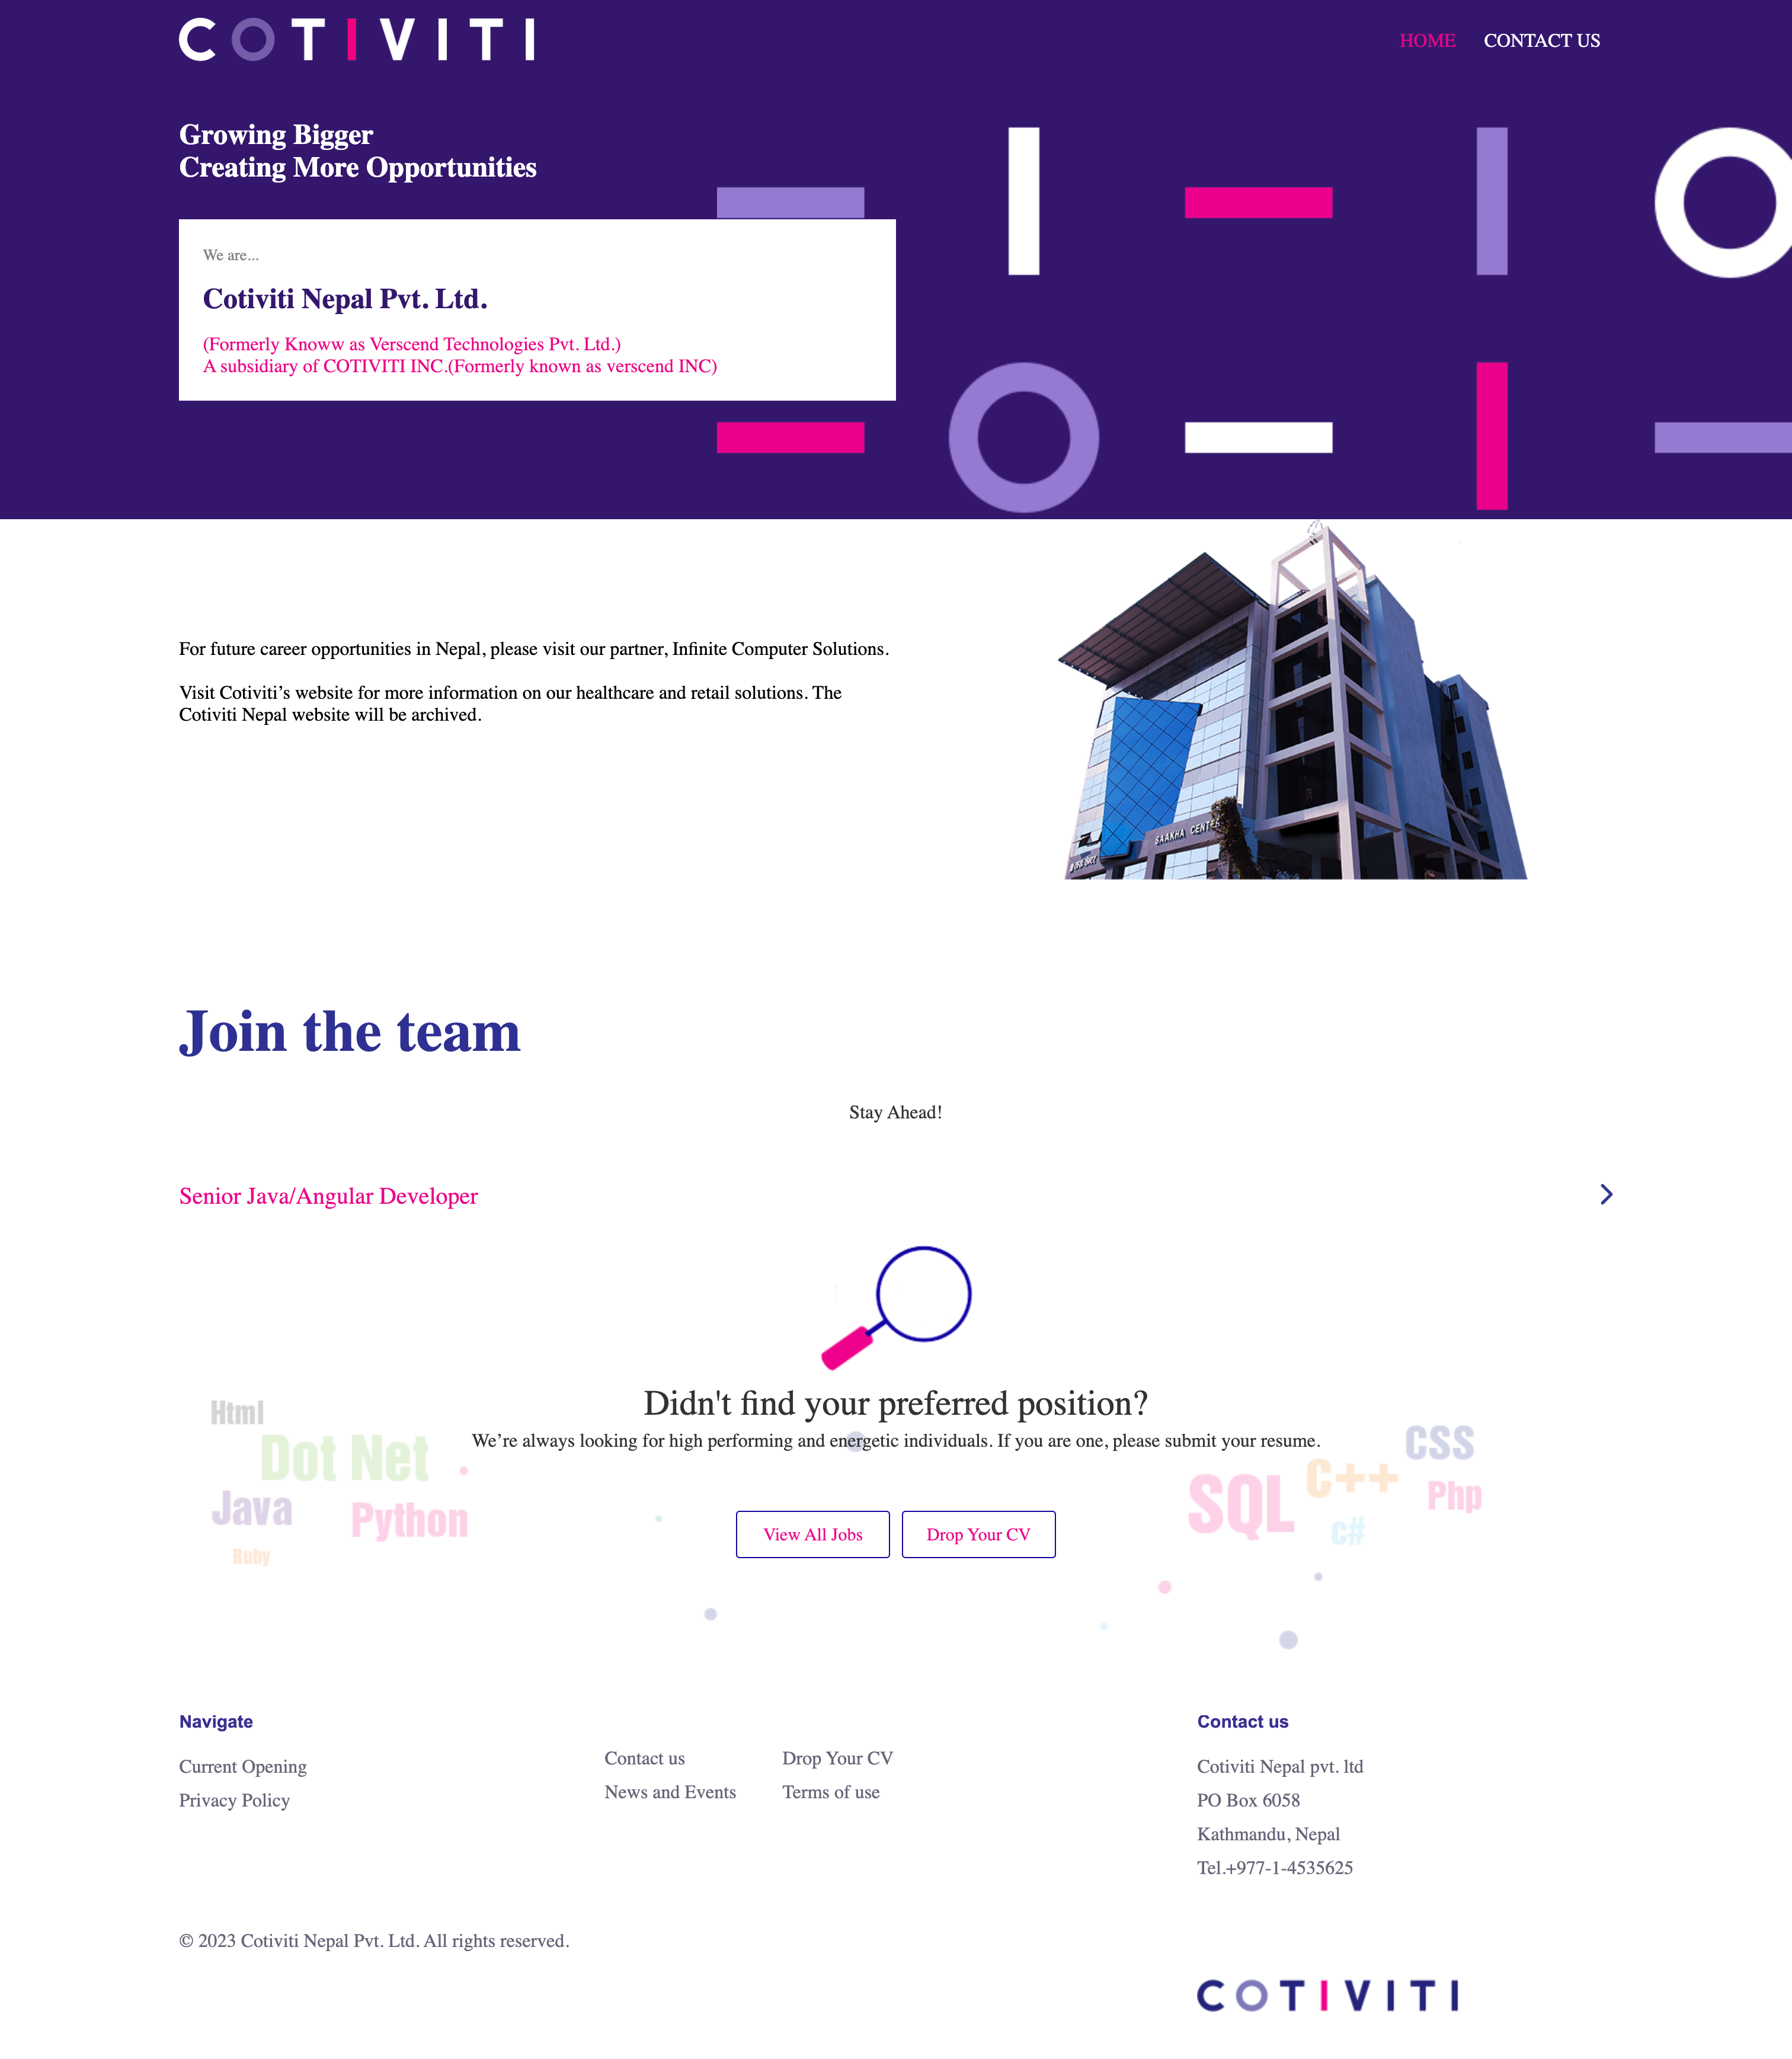 COTIVITI
HOME
CONTACT US
Growing Bigger
Creating More Opportunities
We are...
Cotiviti Nepal Pvt. Ltd.
(Formerly Knoww as Verscend Technologies Pvt. Ltd.)
A subsidiary of COTIVITI INC.(Formerly known as verscend INC)
For future career opportunities in Nepal, please visit our partner, Infinite Computer Solutions.
Visit Cotiviti’s website for more information on our healthcare and retail solutions. The
Cotiviti Nepal website will be archived.
SAAKHA CENTER
Join the team
Stay Ahead!
Senior Java/Angular Developer
Didn't find your preferred position?
We’re always looking for high performing and energetic individuals. If you are one, please submit your resume.
Html
Dot Net
Java
Python
Ruby
CSS
C++
SQL
Php
C#
View All Jobs
Drop Your CV
Navigate
Current Opening
Privacy Policy
Contact us
News and Events
Drop Your CV
Terms of use
Contact us
Cotiviti Nepal pvt. ltd
PO Box 6058
Kathmandu, Nepal
Tel.+977-1-4535625
© 2023 Cotiviti Nepal Pvt. Ltd. All rights reserved.
COTIVITI